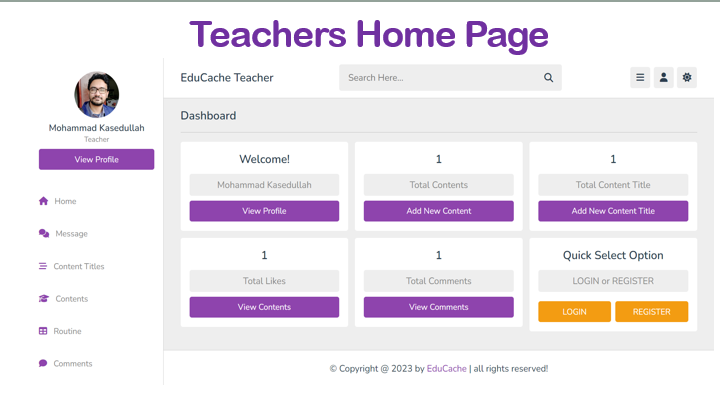 Teachers Home Page
EduCache Teacher
Search Here...
Mohammad Kasedullah
Teacher
View Profile
Home
Message
Content Titles
Contents
Routine
Comments
Dashboard
Welcome!
Mohammad Kasedullah
View Profile
1
Total Contents
Add New Content
1
Total Content Title
Add New Content Title
1
Total Likes
View Contents
1
Total Comments
View Comments
Quick Select Option
LOGIN or REGISTER
LOGIN
REGISTER
© Copyright @ 2023 by EduCache | all rights reserved!